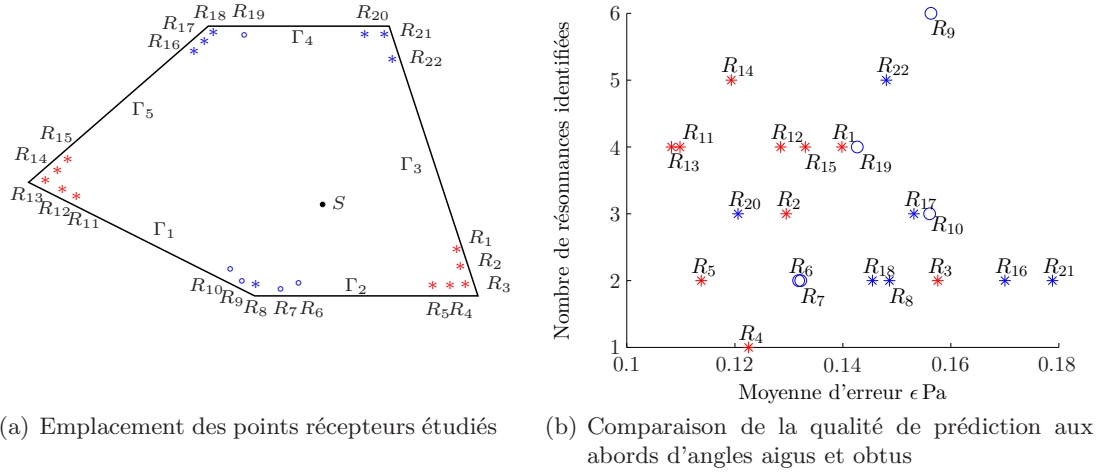 R18 R19
R17
R16
R20
R21
R22
Γ4
Γ5
Γ3
R15
R14
R13
R12
R11
S
Γ1
R1
R2
R3
R10
R9
R8
R7
R6
Γ2
R5 R4
(a) Emplacement des points récepteurs étudiés
Nombre de résonnances identifiées
6
5
4
3
2
1
R9
R14
R22
R11
R13
R12
R15
R1
R19
R20
R2
R17
R10
R5
R6
R7
R18
R8
R3
R16
R21
R4
0.1
0.12
0.14
0.16
0.18
Moyenne d'erreur ϵ Pa
(b) Comparaison de la qualité de prédiction aux
abords d'angles aigus et obtus